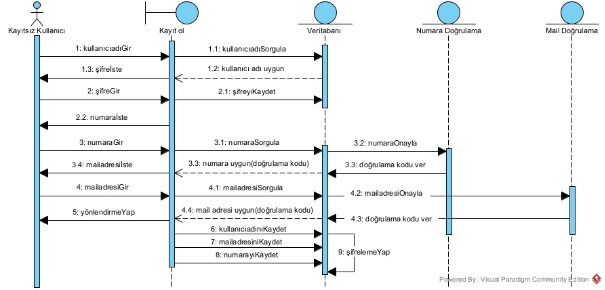 Kayıtsız Kullanıcı
Kayıt ol
Veritabanı
Numara Doğrulama
Mail Doğrulama
1: kullanıcıadıGir
1.1: kullanıcıadıSorgula
1.2: kullanıcı adı uygun
1.3: şifreİste
2: şifreGir
2.1: şifreyiKaydet
2.2: numaraİste
3: numaraGir
3.1: numaraSorgula
3.2: numaraOnayla
3.3: numara uygun(doğrulama kodu)
3.3: doğrulama kodu ver
3.4: mailadresiİste
4: mailadresiGir
4.1: mailadresiSorgula
4.2: mailadresiOnayla
4.4: mail adresi uygun(doğrulama kodu)
4.3: doğrulama kodu ver
5: yönlendirmeYap
6: kullanıcıadınıKaydet
7: mailadresiniKaydet
8: numarayıKaydet
9: şifrelemeYap
Powered By :Visual Paradigm Community Edition